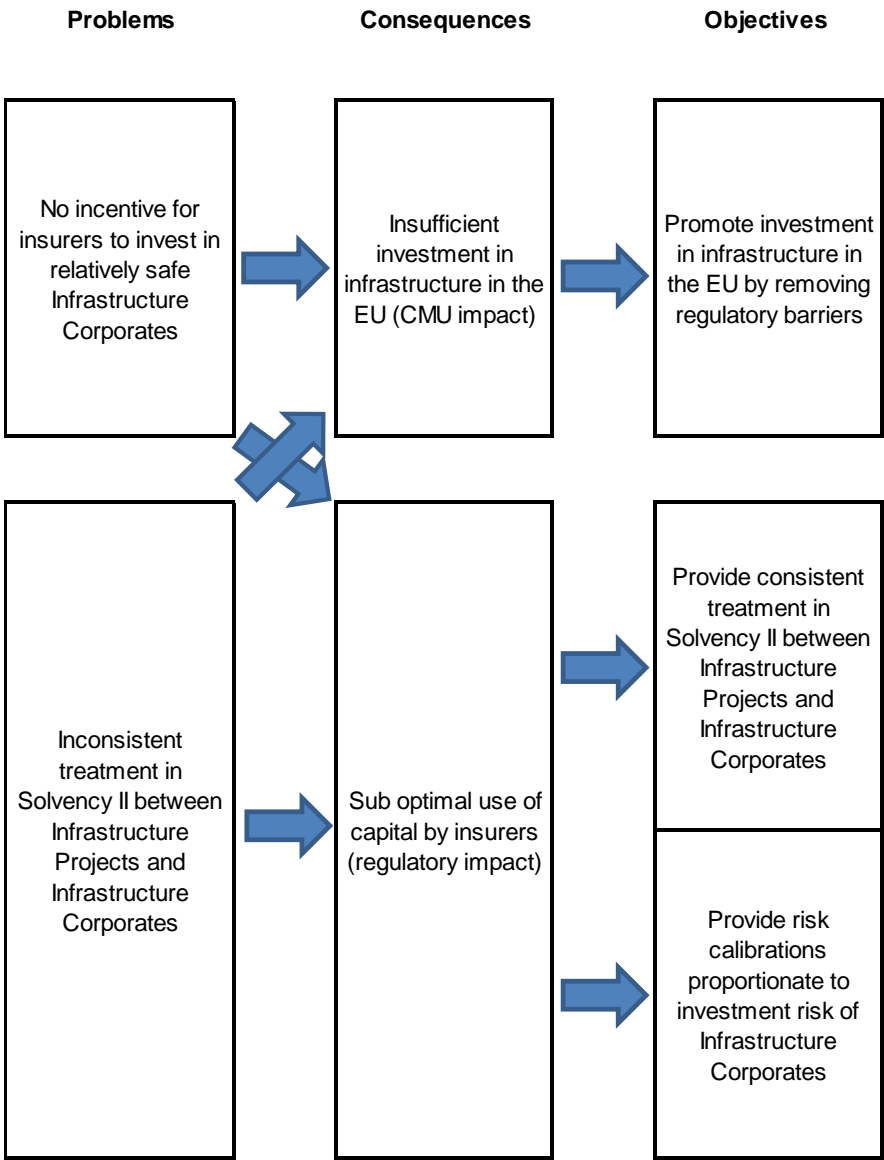 Problems
Consequences
Objectives
No incentive for
insurers to invest in
relatively safe
Infrastructure
Corporates
Insufficient
investment in
infrastructure in the
EU (CMU impact)
Promote investment
in infrastructure in
the EU by removing
regulatory barriers
Inconsistent
treatment in
Solvency II between
Infrastructure
Projects and
Infrastructure
Corporates
Sub optimal use of
capital by insurers
(regulatory impact)
Provide consistent
treatment in
Solvency II between
Infrastructure
Projects and
Infrastructure
Corporates
Provide risk
calibrations
proportionate to
investment risk of
Infrastructure
Corporates